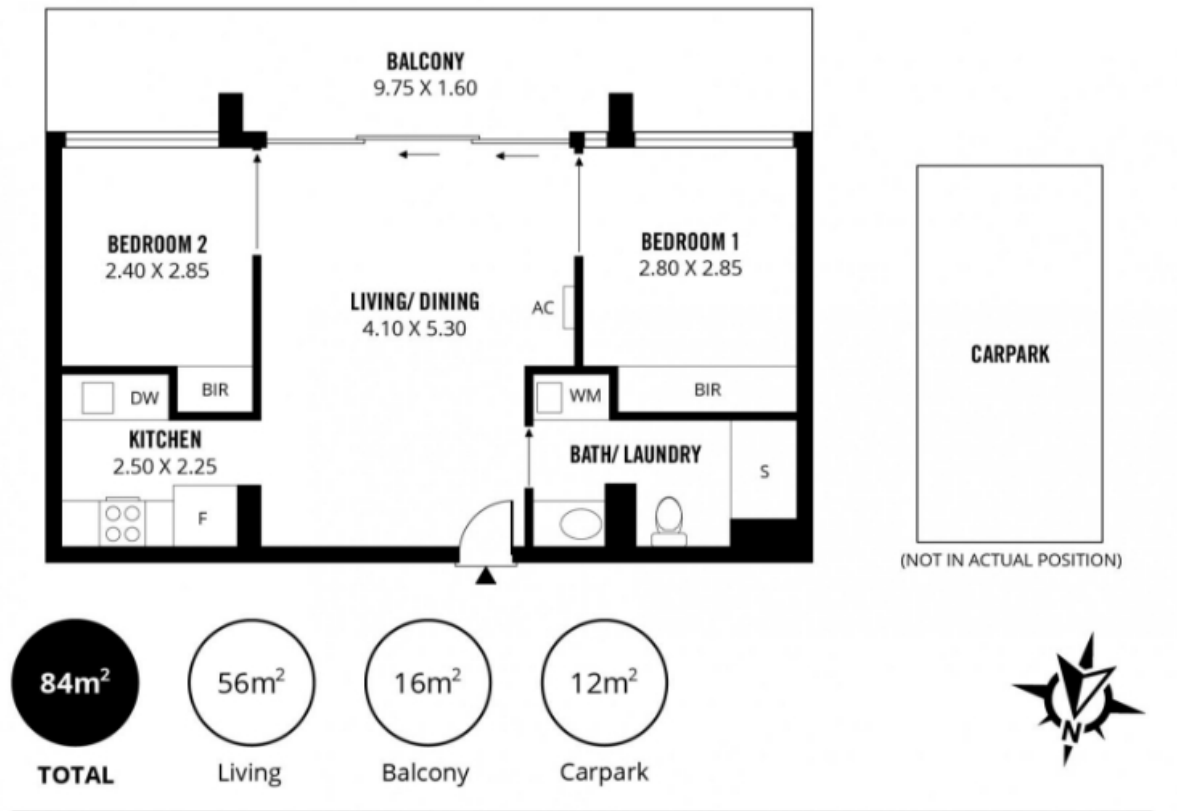 BALCONY
9.75 X 1.60
BEDROOM 2
2.40 X 2.85
BEDROOM 1
2.80 X 2.85
LIVING/ DINING
4.10 X 5.30
AC
DW
BIR
WM
BIR
KITCHEN
2.50 X 2.25
BATH/ LAUNDRY
S
F
CARPARK
(NOT IN ACTUAL POSITION)
84m²
TOTAL
56m²
Living
16m²
Balcony
12m²
Carpark
N